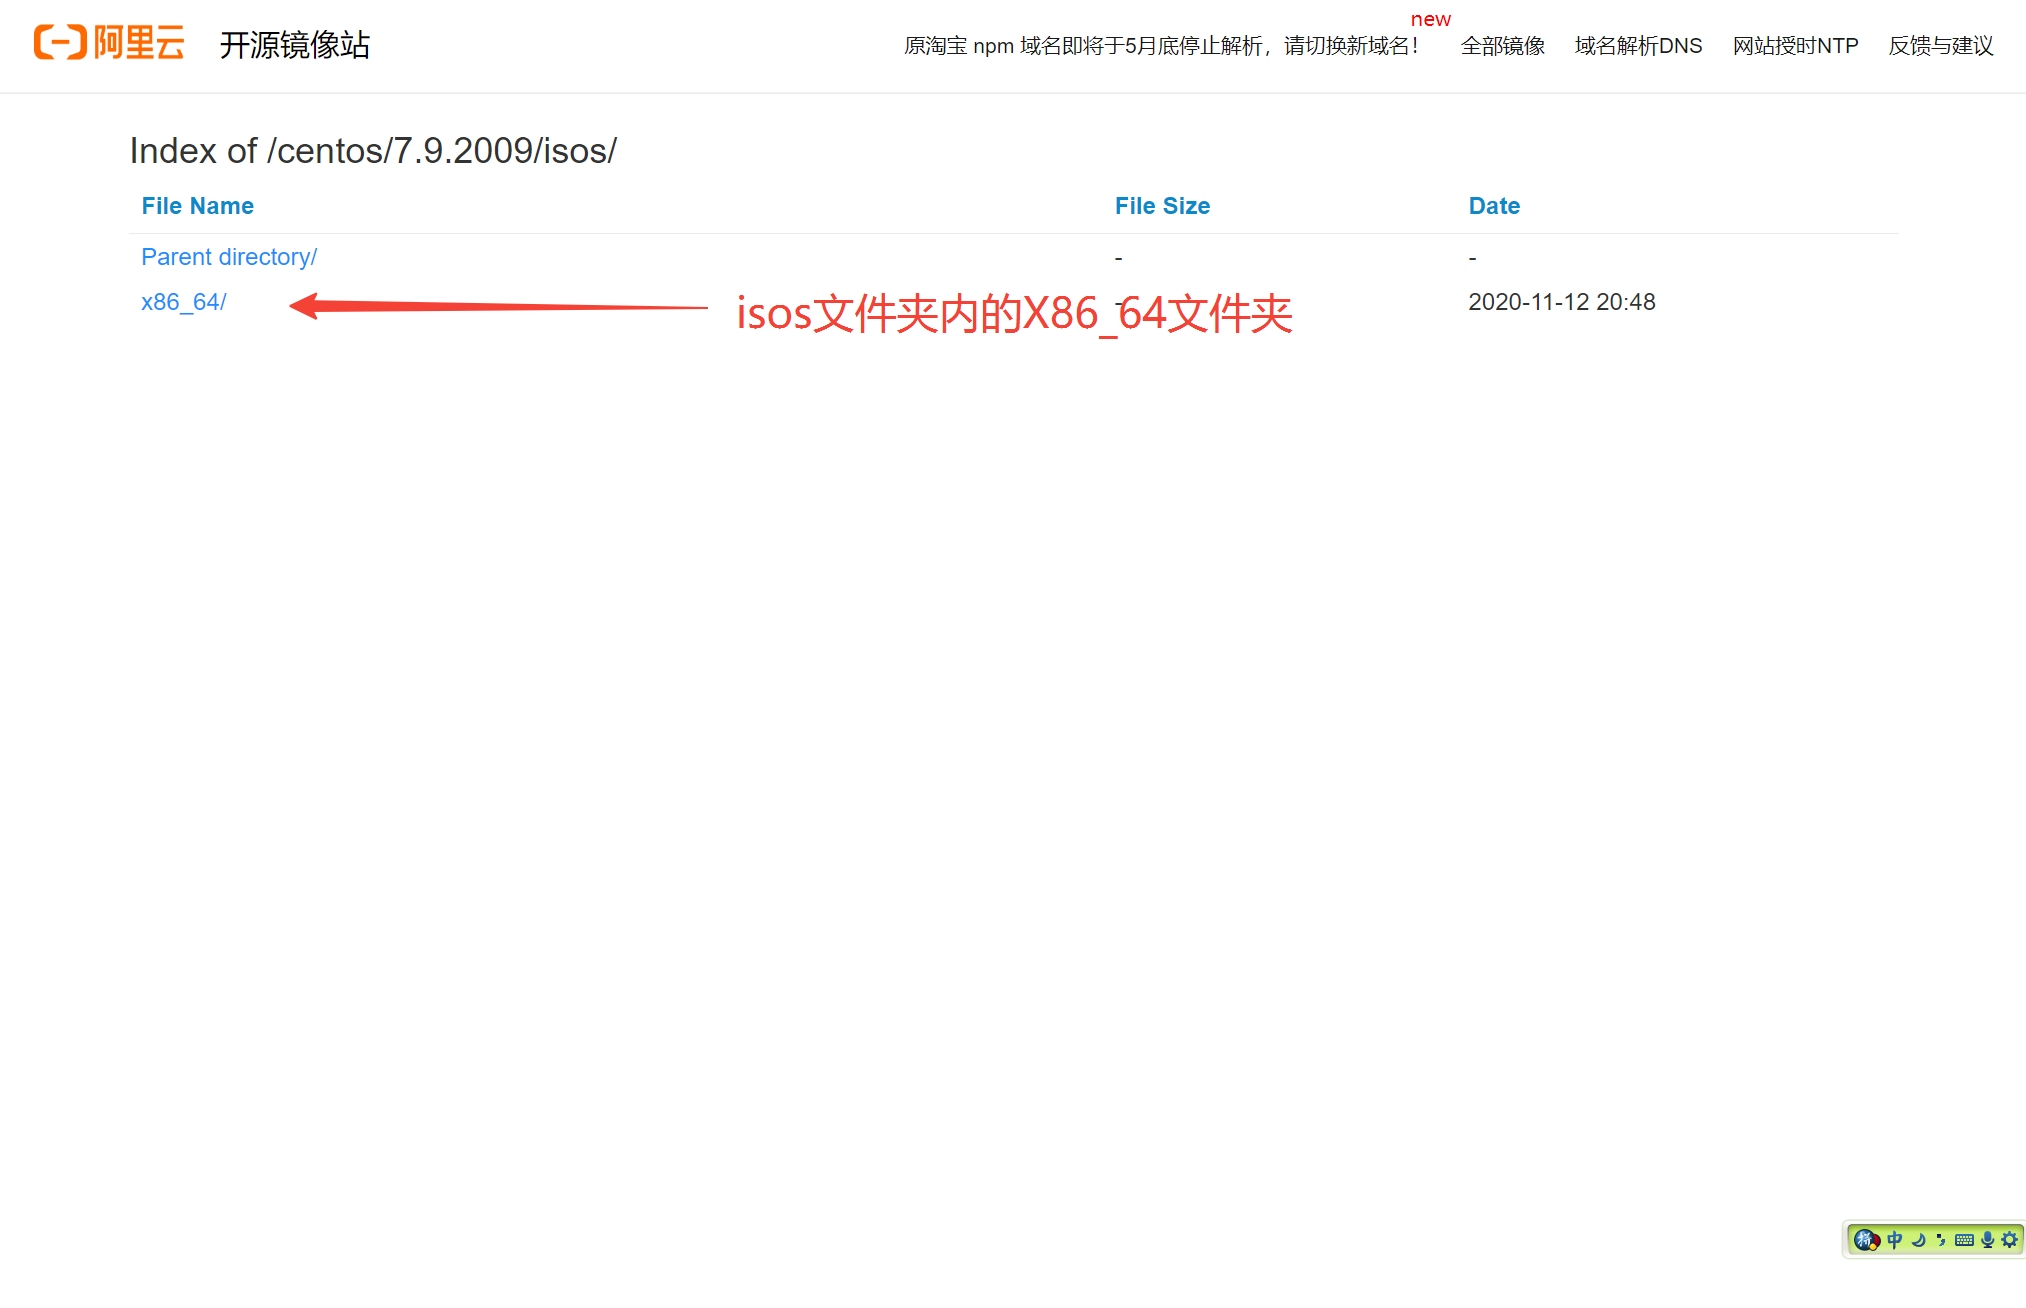 阿里云 开源镜像站 原淘宝 npm 域名即将于5月底停止解析，请切换新域名！ new 全部镜像 域名解析DNS 网站授时NTP 反馈与建议
Index of /centos/7.9.2009/isos/
File Name File Size Date
Parent directory/ - -
x86_64/ - 2020-11-12 20:48
isos文件夹内的X86_64文件夹
拼 中